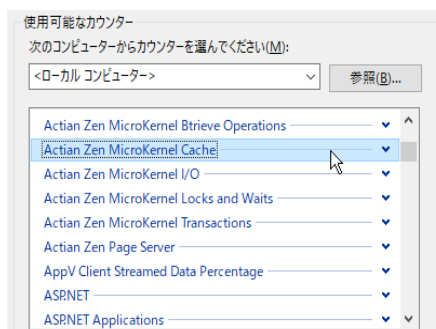 使用可能なカウンター
次のコンピューターからカウンターを選んでください(M):
<ローカル コンピューター>
参照(B)...
Actian Zen MicroKernel Btrieve Operations
Actian Zen MicroKernel Cache
Actian Zen MicroKernel I/O
Actian Zen MicroKernel Locks and Waits
Actian Zen MicroKernel Transactions
Actian Zen Page Server
AppV Client Streamed Data Percentage
ASP.NET
ASP.NET Applications